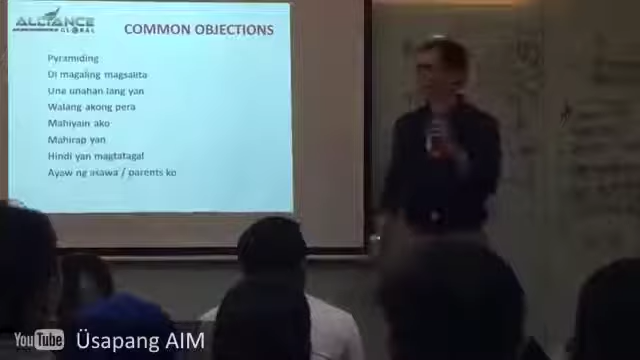 ALLIANCE
GLOBAL
COMMON OBJECTIONS
Pyramiding
Di magaling magsalita
Une unahan lang yan
Walang akong pera
Mahiyain ako
Mahirap yan
Hindi yan magtatagal
Ayaw ng asawa / parents ko
YouTube Üsapang AIM